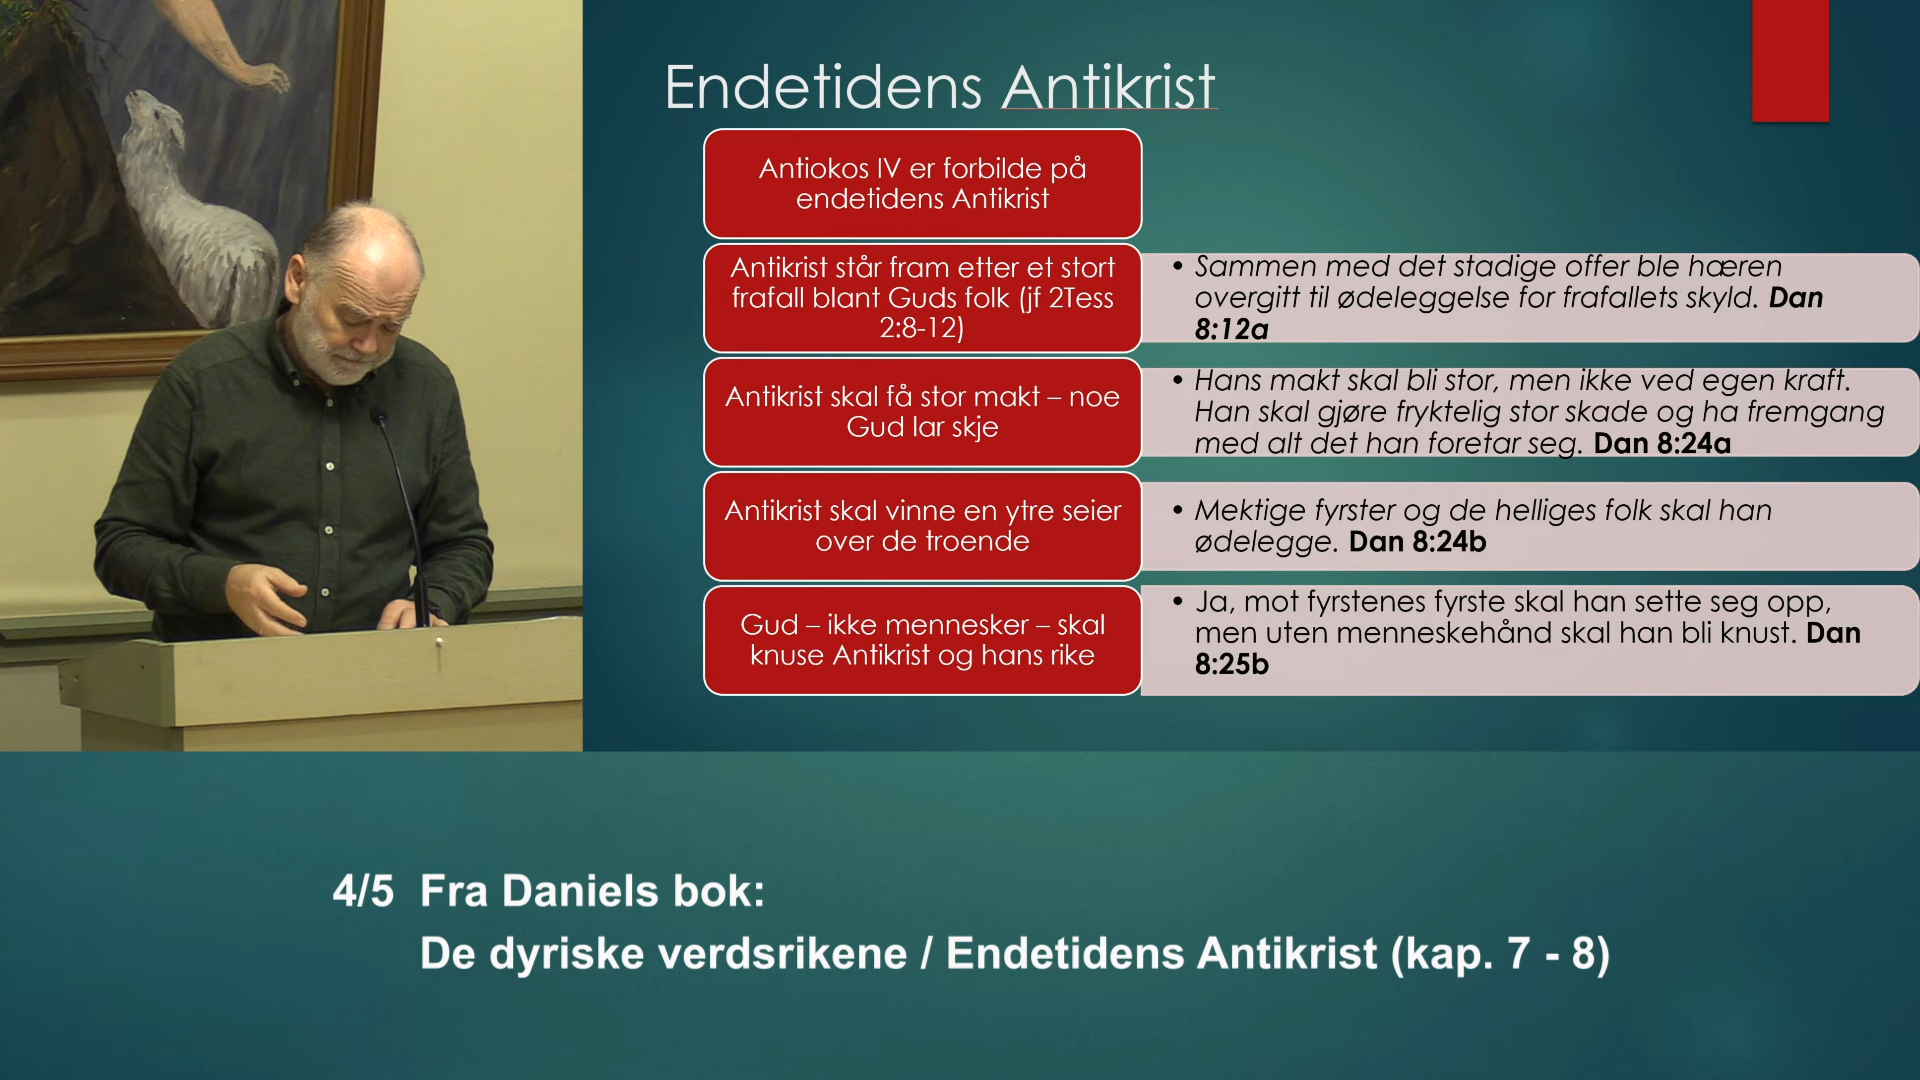 Endetidens Antikrist
Antiokos IV er forbilde på
endetidens Antikrist
Antikrist står fram etter et stort
frafall blant Guds folk (jf 2Tess
2:8-12)
• Sammen med det stadige offer ble hæren
overgitt til ødeleggelse for frafallets skyld. Dan
8:12a
Antikrist skal få stor makt – noe
Gud lar skje
• Hans makt skal bli stor, men ikke ved egen kraft.
Han skal gjøre fryktelig stor skade og ha fremgang
med alt det han foretar seg. Dan 8:24a
Antikrist skal vinne en ytre seier
over de troende
• Mektige fyrster og de helliges folk skal han
ødelegge. Dan 8:24b
Gud – ikke mennesker – skal
knuse Antikrist og hans rike
• Ja, mot fyrstenes fyrste skal han sette seg opp,
men uten menneskehånd skal han bli knust. Dan
8:25b
4/5 Fra Daniels bok:
De dyriske verdsrikene / Endetidens Antikrist (kap. 7 - 8)